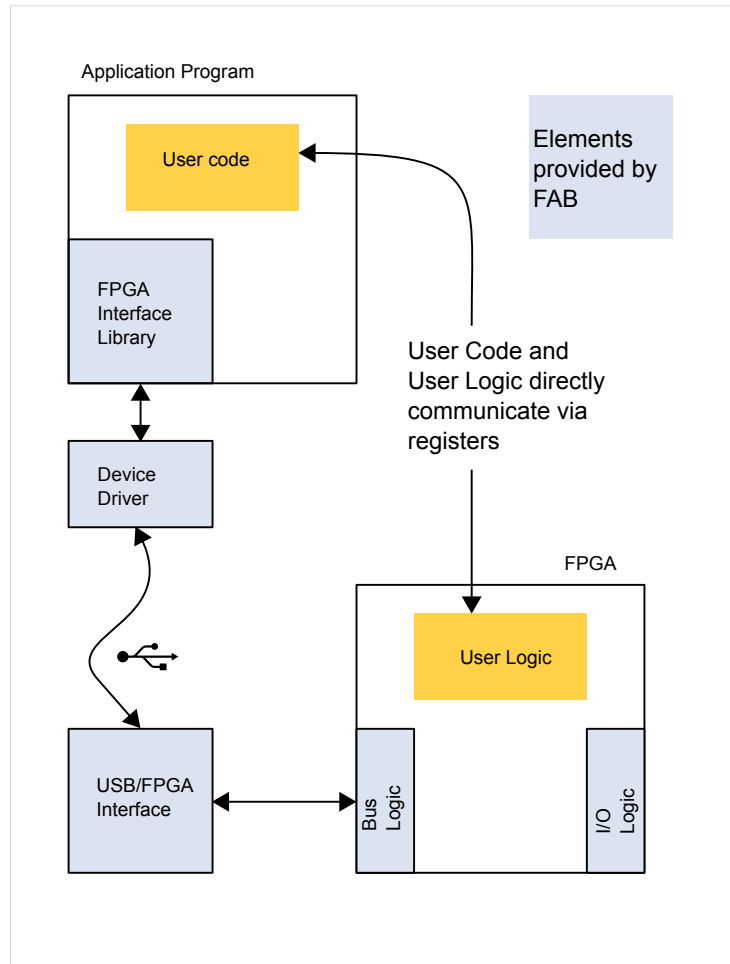 Application Program
User code
Elements
provided by
FAB
FPGA
Interface
Library
User Code and
User Logic directly
communicate via
registers
Device
Driver
FPGA
User Logic
USB/FPGA
Interface
Bus
Logic
I/O
Logic